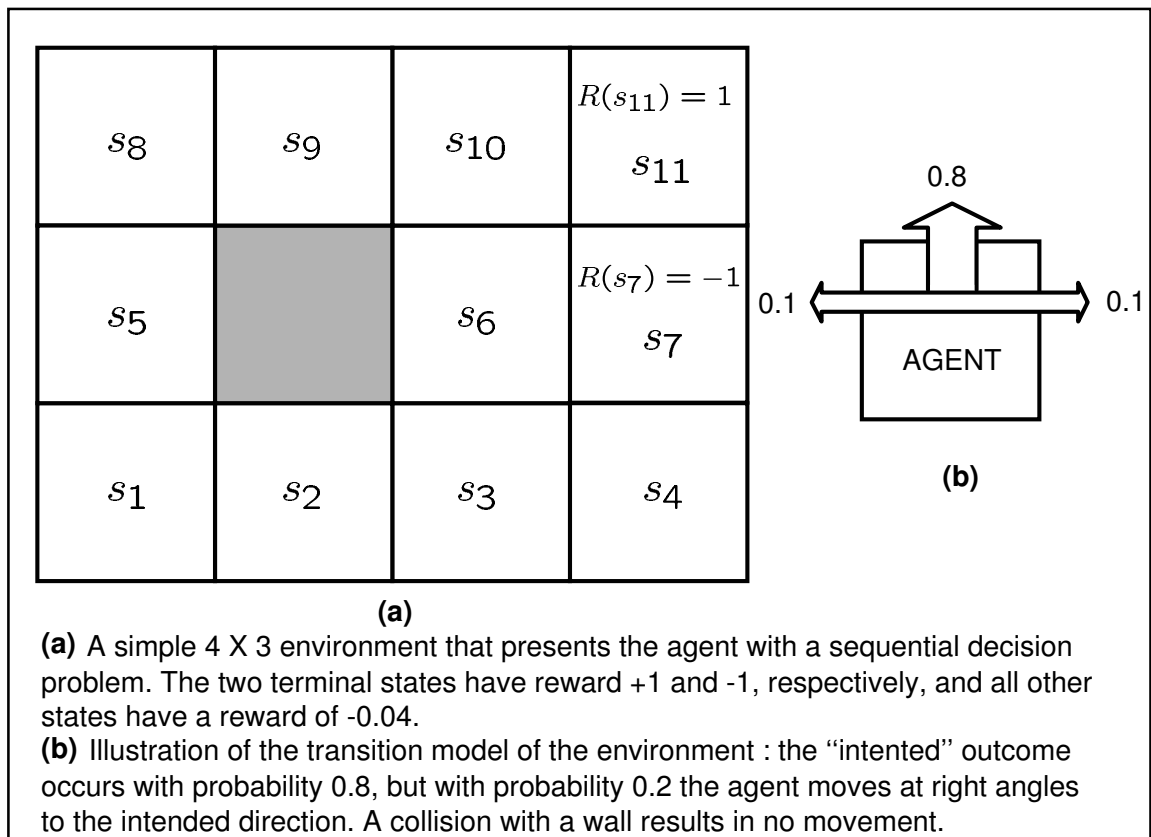 R(s11) = 1
s8 s9 s10 s11
R(s7) = −1
s5 s6 s7
s1 s2 s3 s4
(a)
0.8
0.1 0.1
AGENT
(b)
(a) A simple 4 X 3 environment that presents the agent with a sequential decision
problem. The two terminal states have reward +1 and -1, respectively, and all other
states have a reward of -0.04.
(b) Illustration of the transition model of the environment : the “intented” outcome
occurs with probability 0.8, but with probability 0.2 the agent moves at right angles
to the intended direction. A collision with a wall results in no movement.